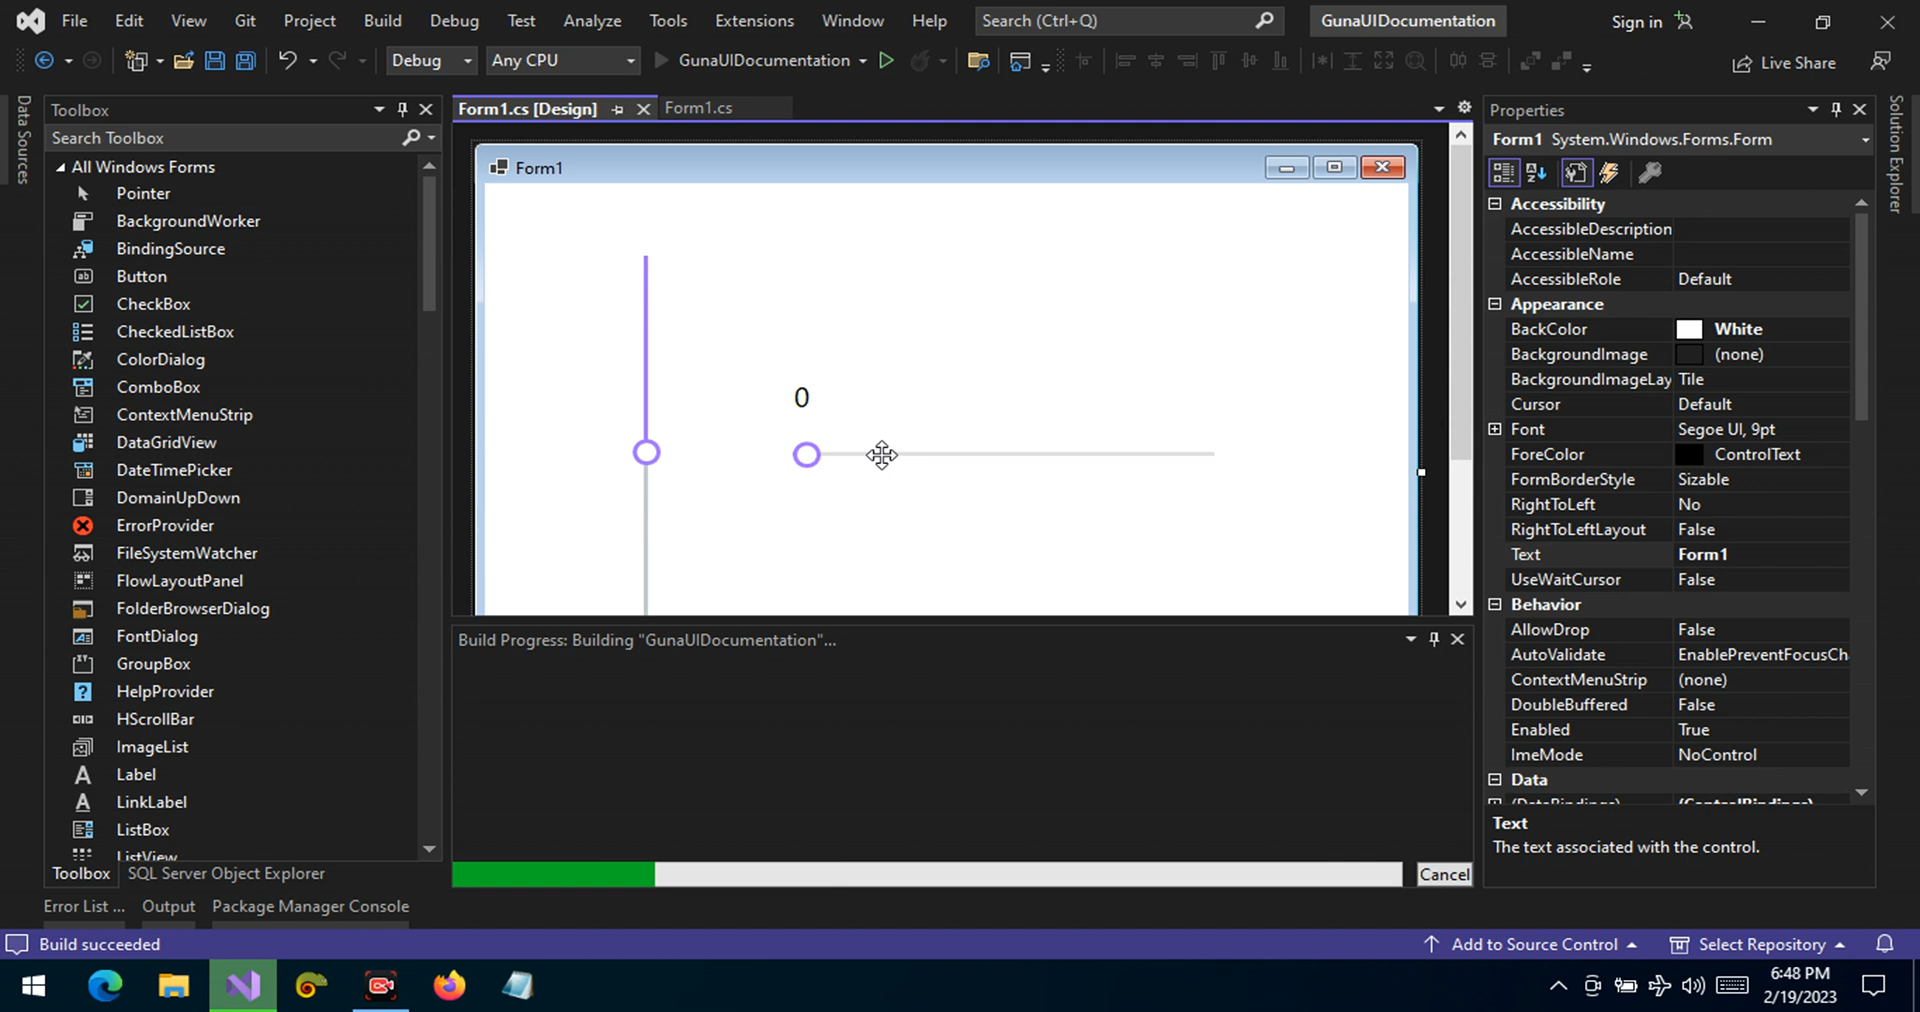 File Edit View Git Project Build Debug Test Analyze Tools Extensions Window Help Search (Ctrl+Q) GunaUIDocumentation Sign in
Debug Any CPU GunaUIDocumentation Live Share
Data Sources
Toolbox
Search Toolbox
All Windows Forms
Pointer
BackgroundWorker
BindingSource
Button
CheckBox
CheckedListBox
ColorDialog
ComboBox
ContextMenuStrip
DataGridView
DateTimePicker
DomainUpDown
ErrorProvider
FileSystemWatcher
FlowLayoutPanel
FolderBrowserDialog
FontDialog
GroupBox
HelpProvider
HScrollBar
ImageList
Label
LinkLabel
ListBox
ListView
Toolbox SQL Server Object Explorer
Form1.cs [Design] Form1.cs
Form1
0
Build Progress: Building "GunaUIDocumentation"...
Cancel
Properties
Form1 System.Windows.Forms.Form
Accessibility
AccessibleDescription
AccessibleName
AccessibleRole Default
Appearance
BackColor White
BackgroundImage (none)
BackgroundImageLay Tile
Cursor Default
Font Segoe UI, 9pt
ForeColor ControlText
FormBorderStyle Sizable
RightToLeft No
RightToLeftLayout False
Text Form1
UseWaitCursor False
Behavior
AllowDrop False
AutoValidate EnablePreventFocusCh
ContextMenuStrip (none)
DoubleBuffered False
Enabled True
ImeMode NoControl
Data
(DataBindings) (ControlBindings)
Text
The text associated with the control.
Solution Explorer
Error List ... Output Package Manager Console
Build succeeded Add to Source Control Select Repository
6:48 PM
2/19/2023